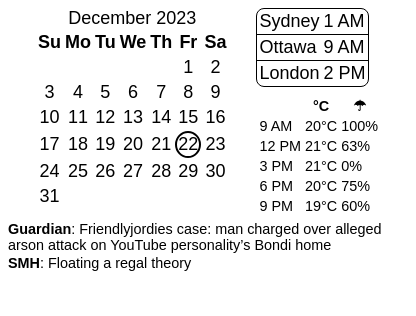 December 2023
Su Mo Tu We Th Fr Sa
1 2
3 4 5 6 7 8 9
10 11 12 13 14 15 16
17 18 19 20 21 22 23
24 25 26 27 28 29 30
31
Sydney 1 AM
Ottawa 9 AM
London 2 PM
°C ☂
9 AM 20°C 100%
12 PM 21°C 63%
3 PM 21°C 0%
6 PM 20°C 75%
9 PM 19°C 60%
Guardian: Friendlyjordies case: man charged over alleged
arson attack on YouTube personality’s Bondi home
SMH: Floating a regal theory